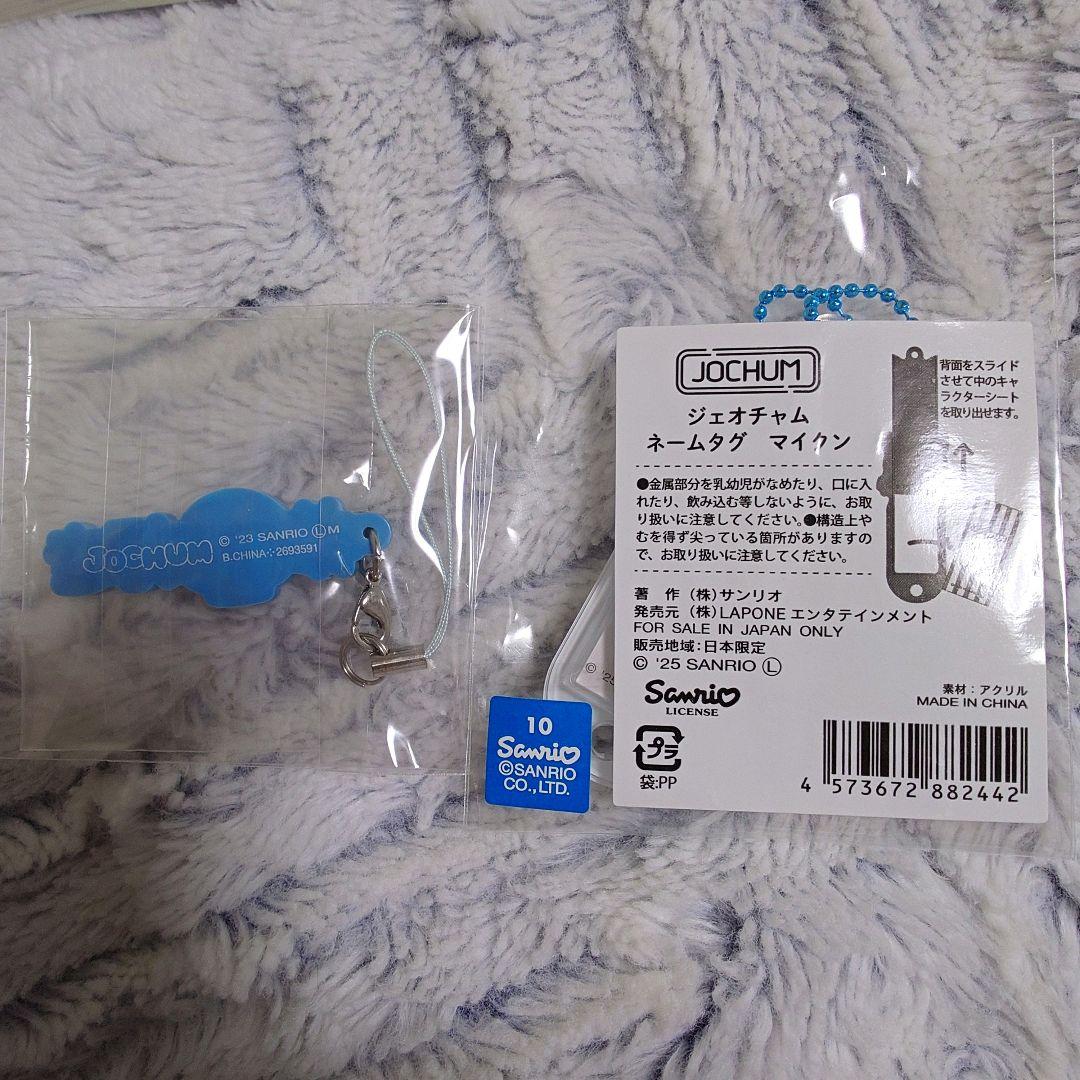 JOCHUM
© '23 SANRIO Ⓛ M
B.CHINA 2693591
JOCHUM
ジェオチャム
ネームタグ マイクン
背面をスライド
させて中のキャ
ラクターシート
を取り出せます。
●金属部分を乳幼児がなめたり、口に入
れたり、飲み込む等しないように、お取
り扱いに注意してください。●構造上や
むを得ず尖っている箇所がありますの
で、お取り扱いに注意してください。
著 作 (株)サンリオ
発売元 (株)LAPONEエンタテインメント
FOR SALE IN JAPAN ONLY
販売地域:日本限定
© '25 SANRIO Ⓛ
Sanrio
LICENSE
素材:アクリル
MADE IN CHINA
プラ
袋:PP
4 573672 882442
10
Sanrio
©SANRIO
CO.,LTD.
© '25